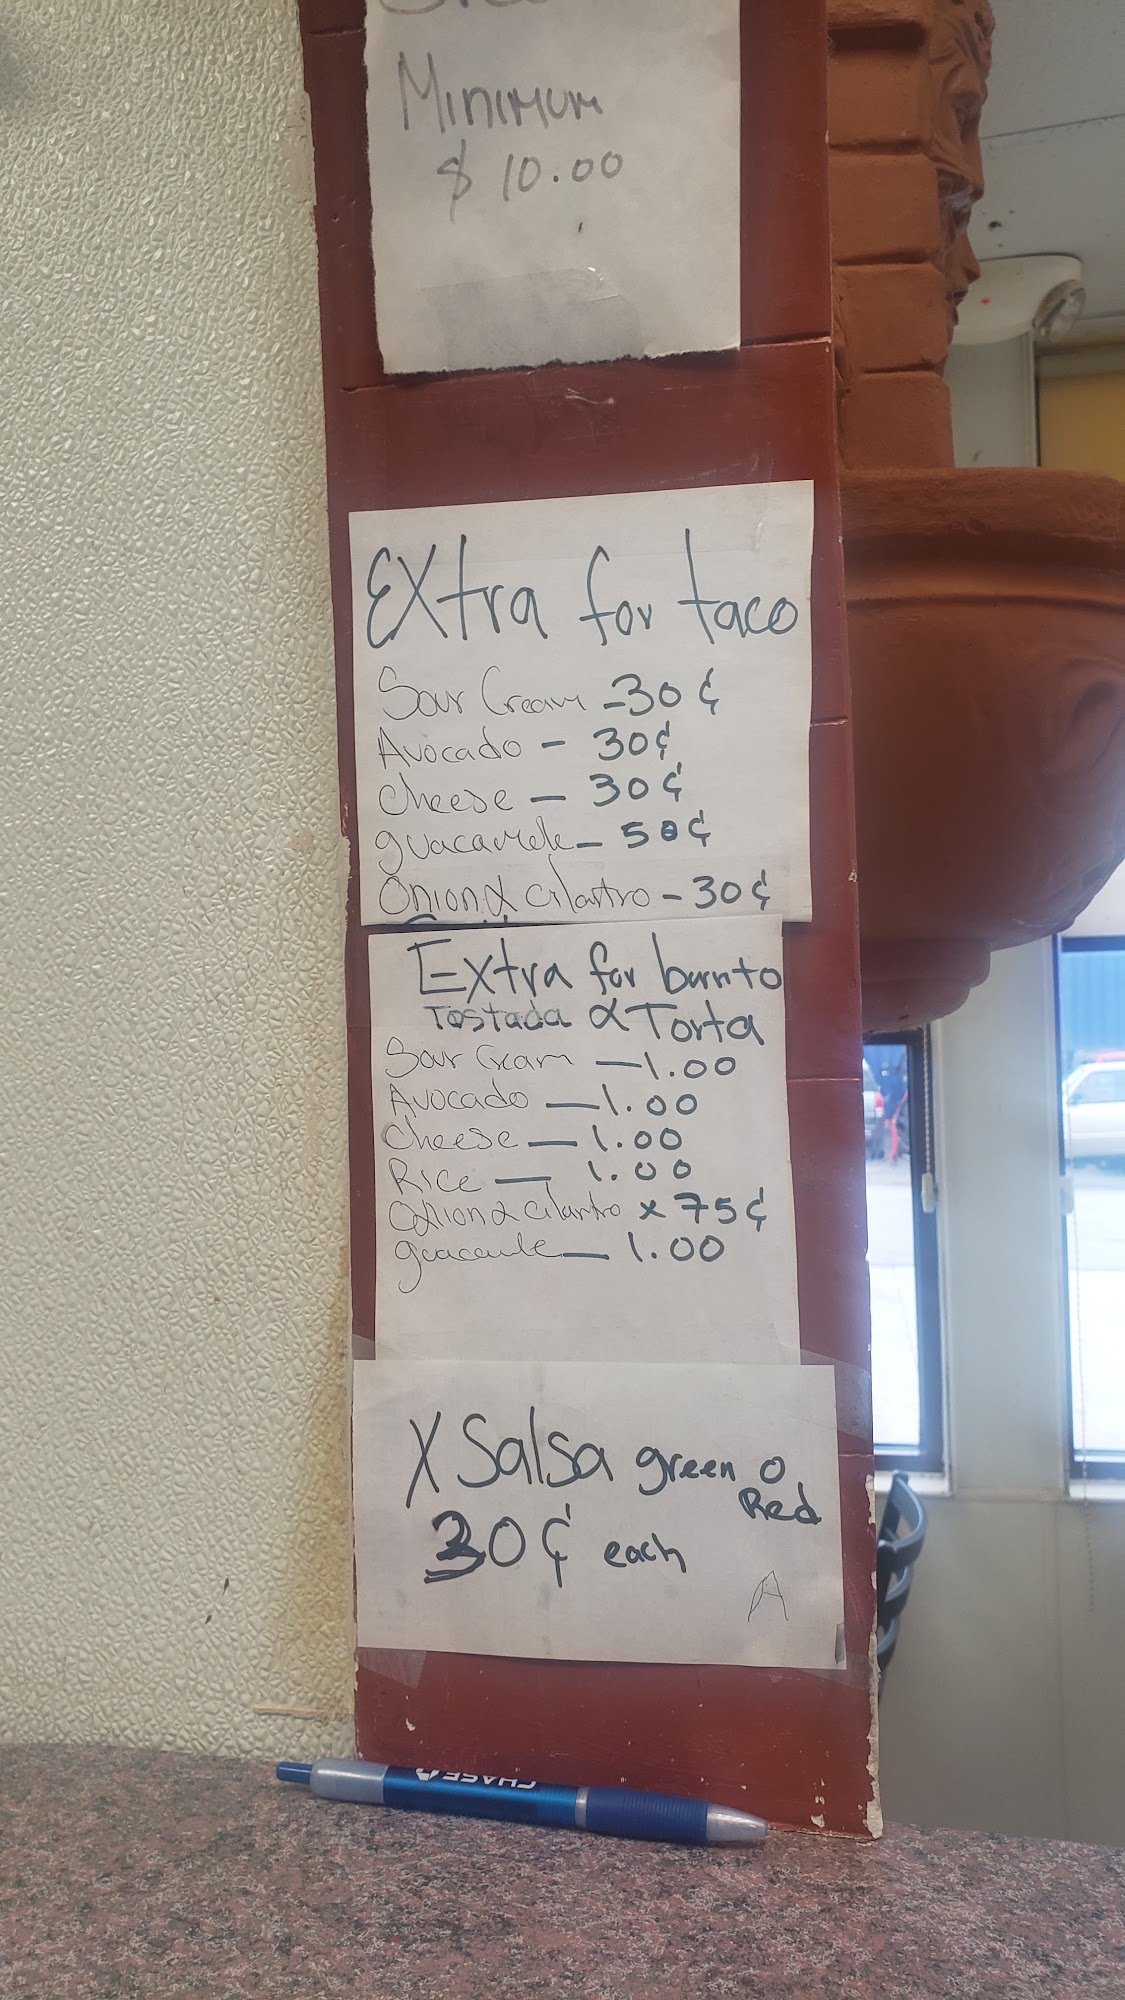 Minimum
$ 10.00
Extra for taco
Sour Cream - 30¢
Avocado - 30¢
Cheese - 30¢
guacamole - 50¢
Onion & cilantro - 30¢
Extra for burrito
Tostada & Torta
Sour Cream - 1.00
Avocado - 1.00
Cheese - 1.00
Rice - 1.00
Onion & cilantro x 75¢
guacamole - 1.00
X Salsa green o
Red
30¢ each
A
CHASE